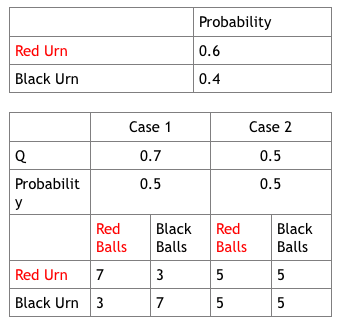 Probability
Red Urn 0.6
Black Urn 0.4
Case 1 Case 2
Q 0.7 0.5
Probabilit
y 0.5 0.5
Red Black Red Black
Balls Balls Balls Balls
Red Urn 7 3 5 5
Black Urn 3 7 5 5